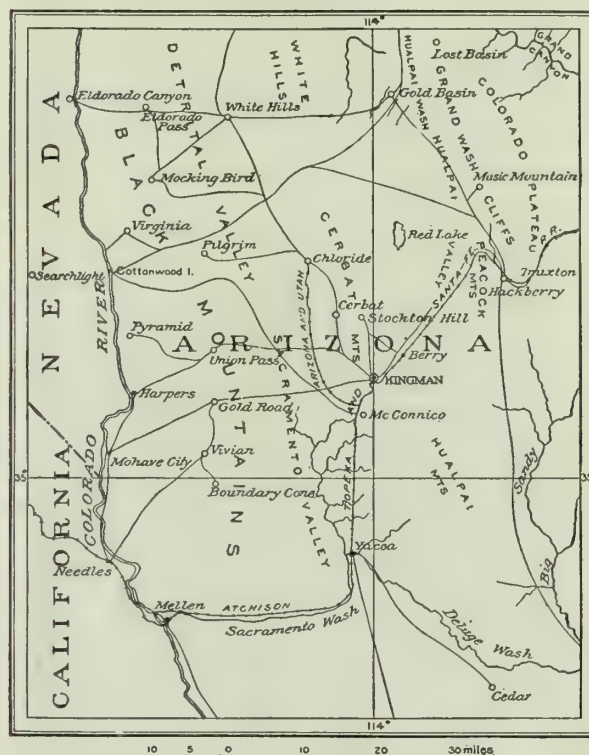 114°
NEVADA
CALIFORNIA
ARIZONA
Lost Basin
GRAND CANYON
DETRITAL VALLEY
WHITE HILLS
HUALPAI WASH
GRAND WASH CLIFFS
COLORADO PLATEAU
HUALPAI VALLEY
Eldorado Canyon
Eldorado Pass
White Hills
Gold Basin
BLACK MOUNTAINS
Mocking Bird
Music Mountain
Virginia
Pilgrim
CERBAT MTS
Red Lake
PEACOCK MTS
R.R.
Searchlight
Cottonwood I.
Chloride
Truxton
Hackberry
COLORADO RIVER
ARIZONA AND UTAH
Cerbat
Stockton Hill
SANTA FE
Pyramid
Union Pass
Berry
SACRAMENTO VALLEY
KINGMAN
Harpers
Gold Road
AND
Mc Connico
HUALPAI MTS
Mohave City
Vivian
35°
35°
Boundary Cone
TOPEKA
Big Sandy
Needles
Yacoa
Mellen
ATCHISON
Sacramento Wash
Deluge Wash
Cedar
114°
10 5 0 10 20 30 miles